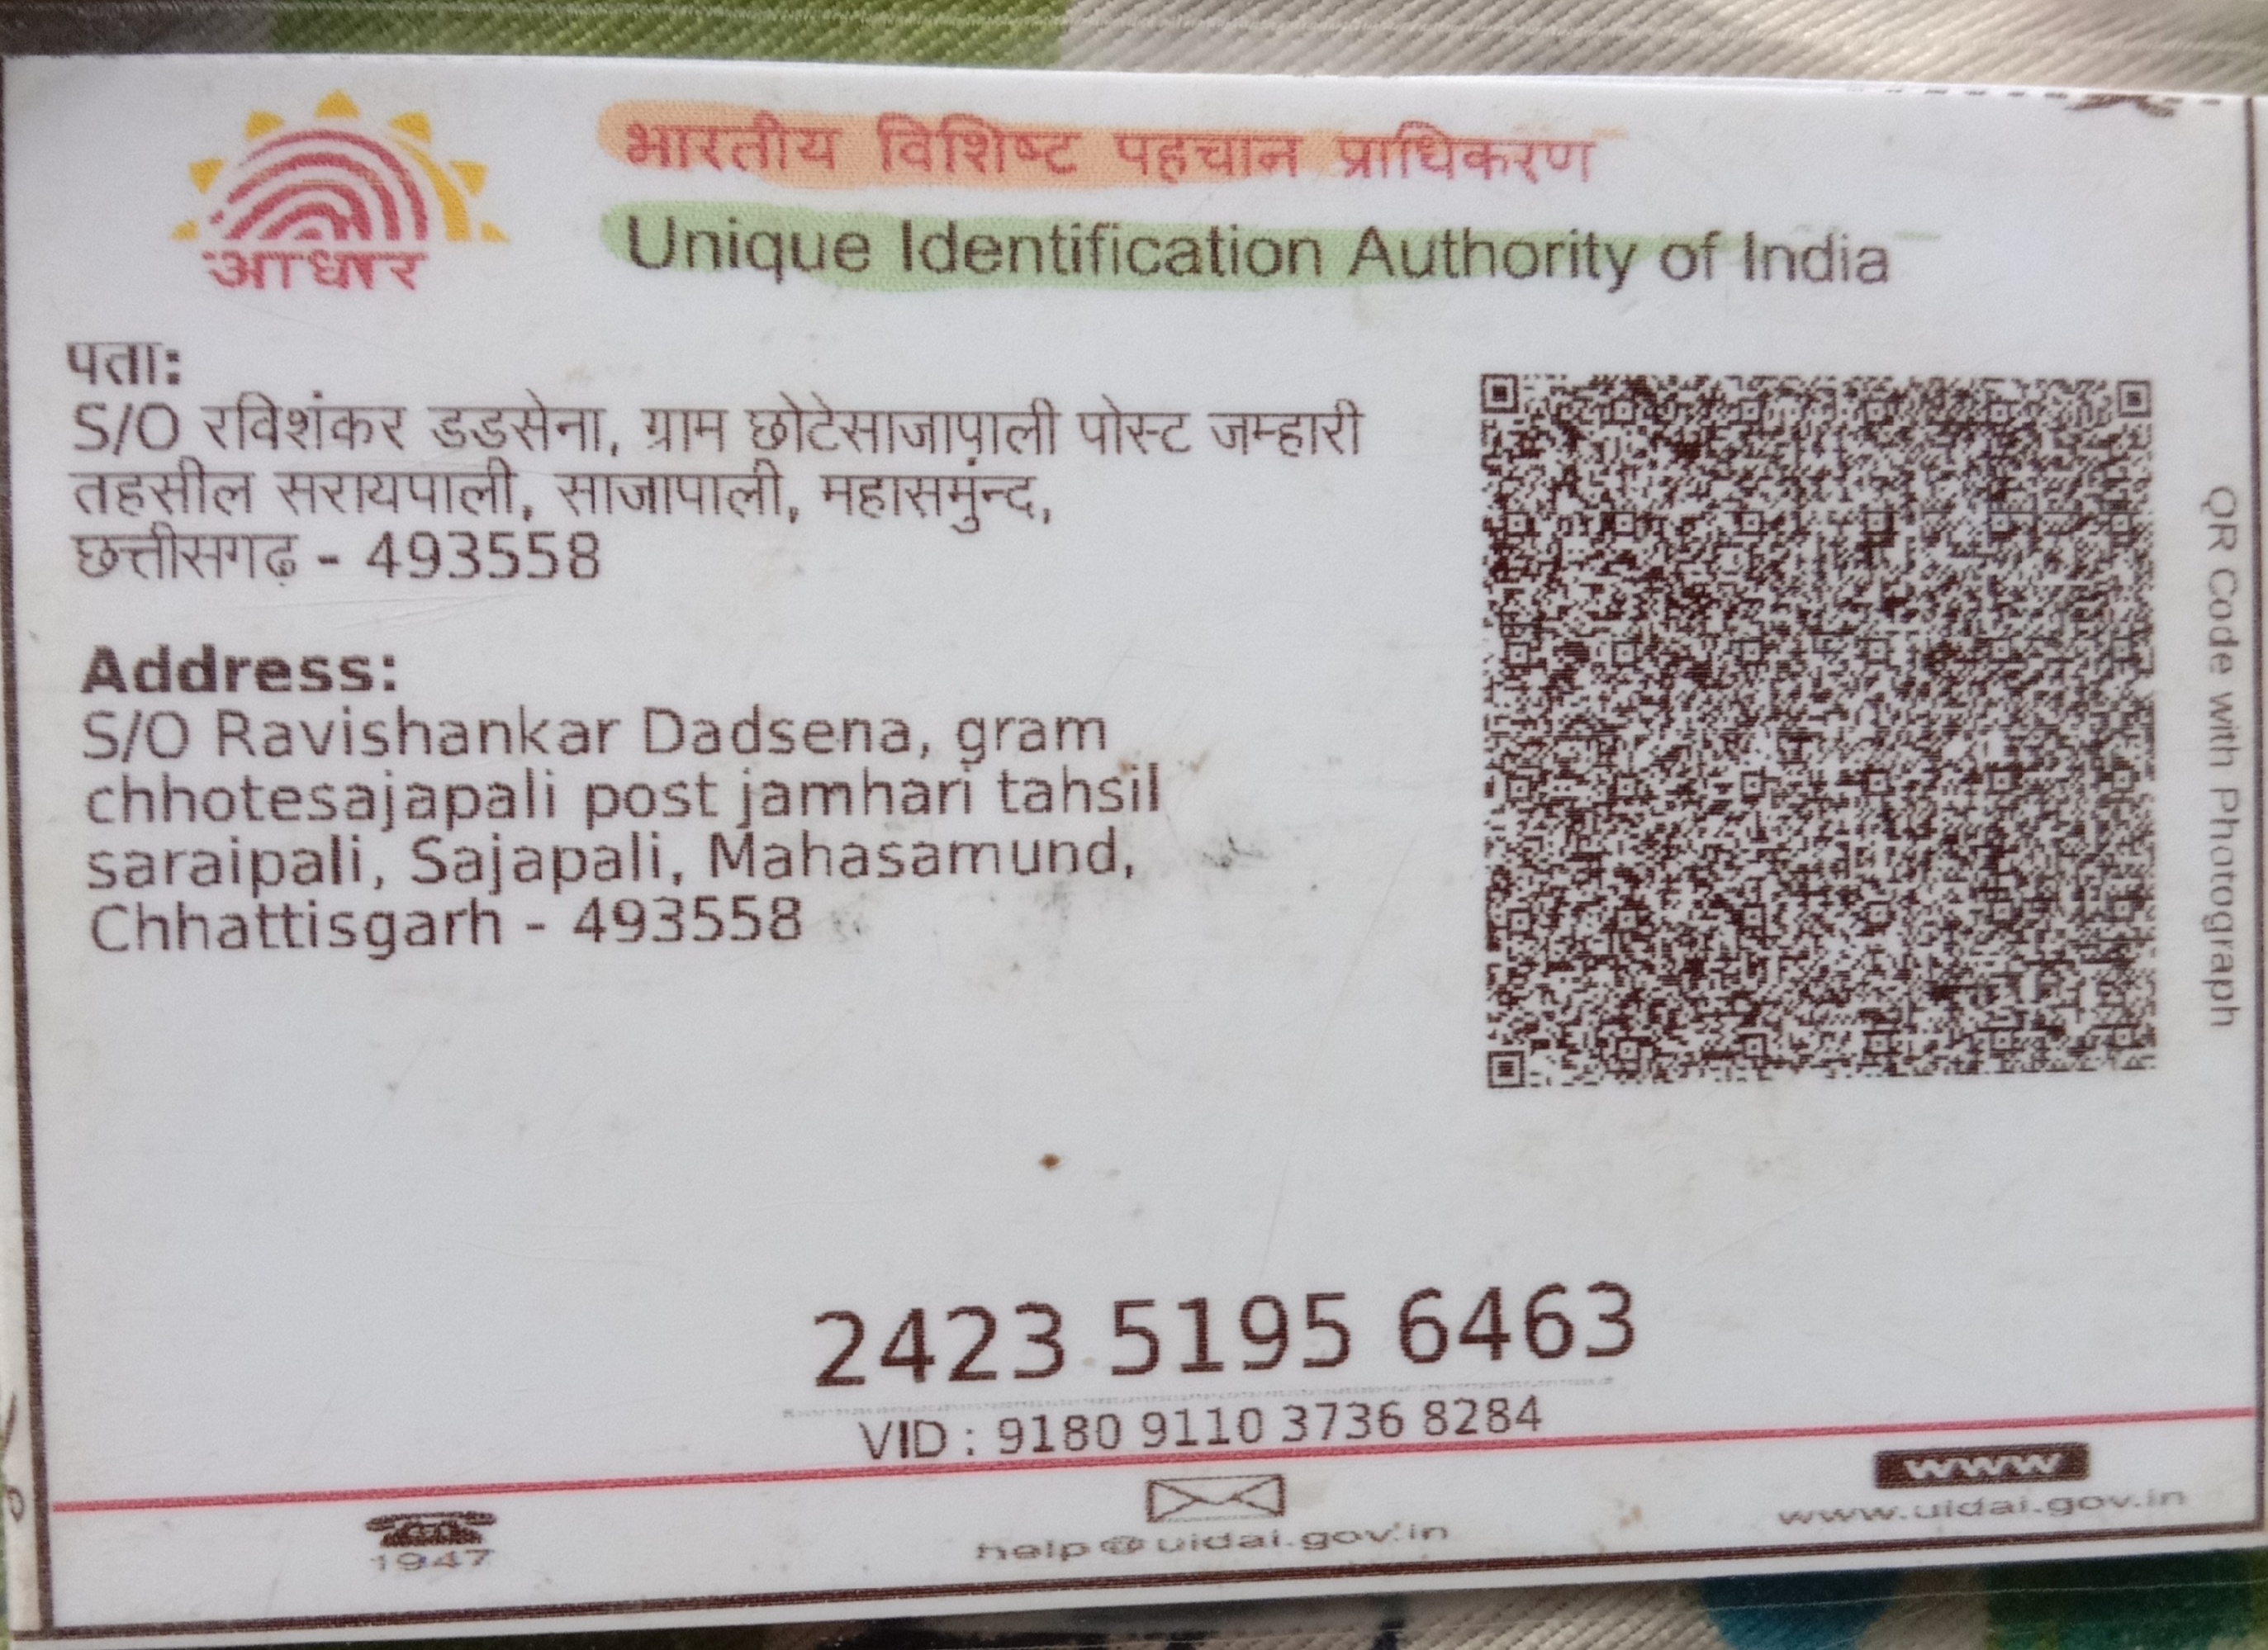 आधार
भारतीय विशिष्ट पहचान प्राधिकरण
Unique Identification Authority of India
पता:
S/O रविशंकर डडसेना, ग्राम छोटेसाजापाली पोस्ट जम्हारी
तहसील सरायपाली, साजापाली, महासमुंन्द,
छत्तीसगढ़ - 493558
Address:
S/O Ravishankar Dadsena, gram
chhotesajapali post jamhari tahsil
saraipali, Sajapali, Mahasamund,
Chhattisgarh - 493558
QR Code with Photograph
2423 5195 6463
VID : 9180 9110 3736 8284
1947
help@uidai.gov.in
www
www.uidai.gov.in